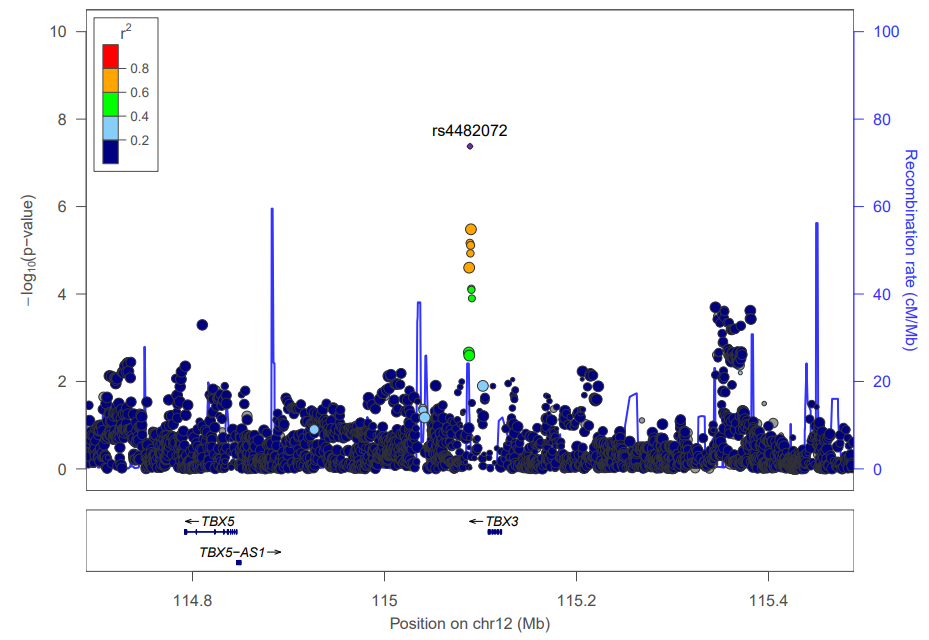 r2
0.8
0.6
0.4
0.2
rs4482072
10
8
6
4
2
0
−log10(p−value)
100
80
60
40
20
0
Recombination rate (cM/Mb)
←TBX5
←TBX3
TBX5−AS1→
114.8
115
115.2
115.4
Position on chr12 (Mb)